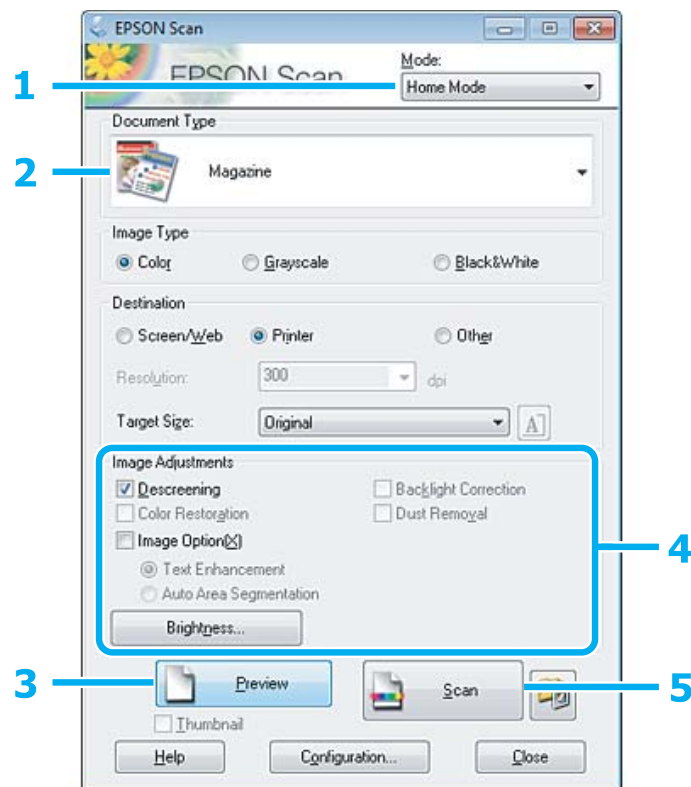 EPSON Scan
EPSON Scan
Mode:
1
Home Mode
Document Type
2
Magazine
Image Type
Color
Grayscale
Black&White
Destination
Screen/Web
Printer
Other
Resolution:
300
dpi
Target Size:
Original
A
Image Adjustments
Descreening
Backlight Correction
Color Restoration
Dust Removal
Image Option(X)
4
Text Enhancement
Auto Area Segmentation
Brightness...
3
Preview
Scan
5
Thumbnail
Help
Configuration...
Close